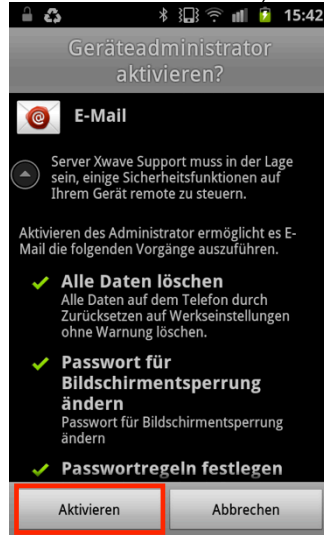 15:42
Geräteadministrator
aktivieren?
E-Mail
Server Xwave Support muss in der Lage
sein, einige Sicherheitsfunktionen auf
Ihrem Gerät remote zu steuern.
Aktivieren des Administrator ermöglicht es E-
Mail die folgenden Vorgänge auszuführen.
Alle Daten löschen
Alle Daten auf dem Telefon durch
Zurücksetzen auf Werkseinstellungen
ohne Warnung löschen.
Passwort für
Bildschirmentsperrung
ändern
Passwort für Bildschirmentsperrung
ändern
Passwortregeln festlegen
Aktivieren
Abbrechen